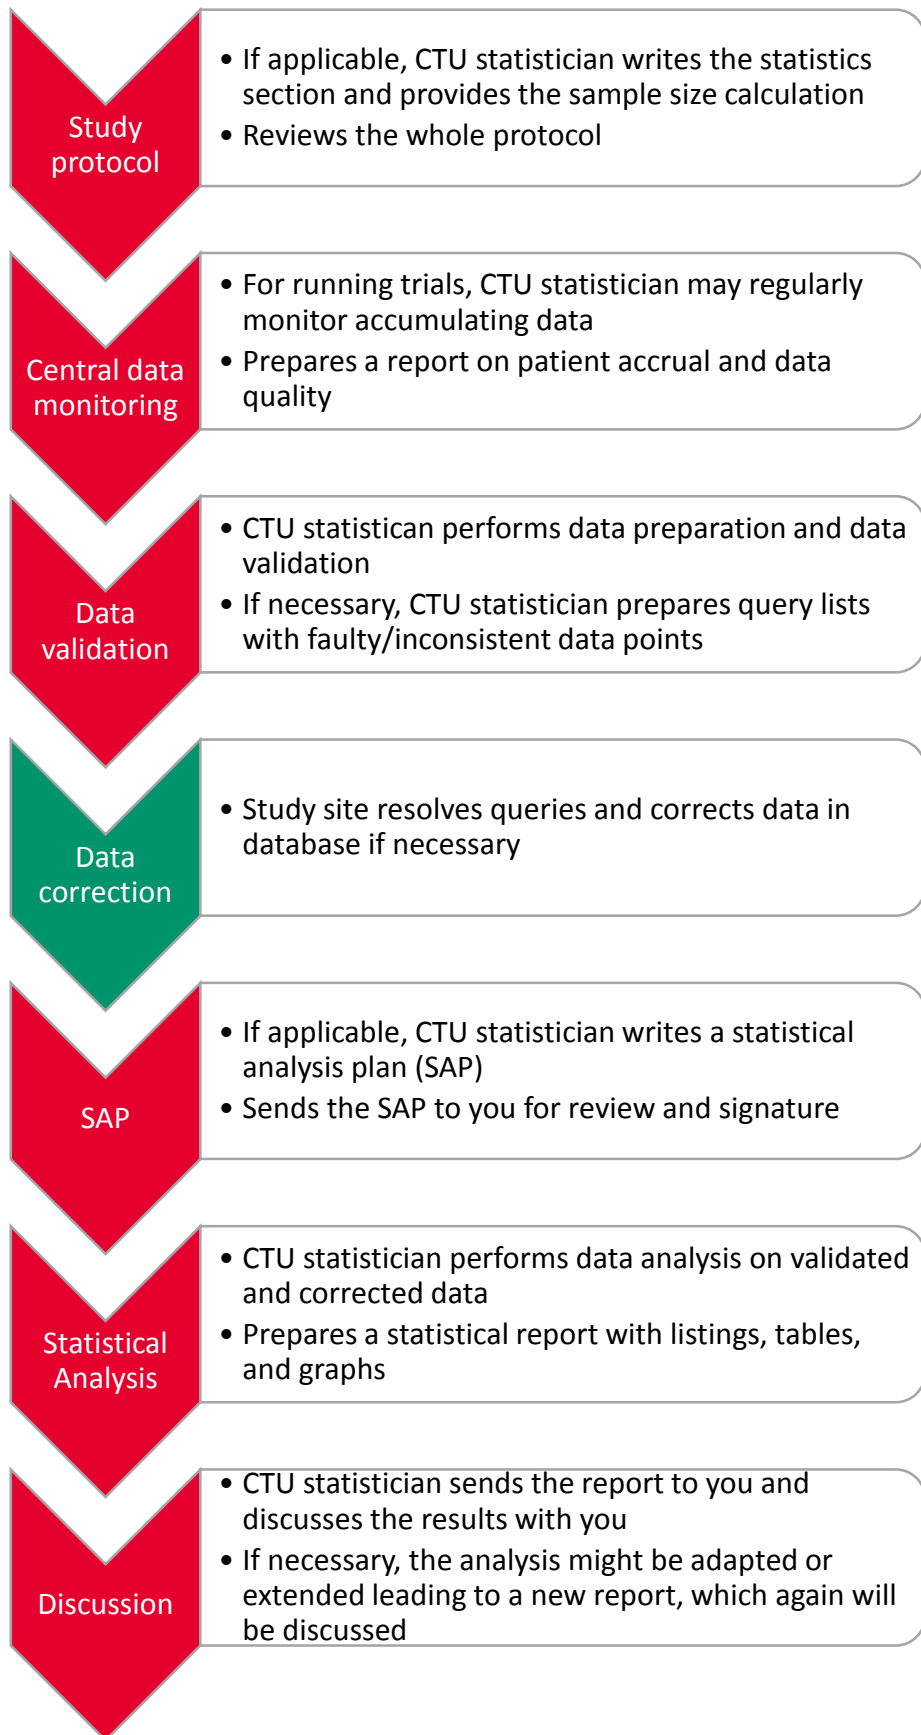 Study
protocol
• If applicable, CTU statistician writes the statistics
section and provides the sample size calculation
• Reviews the whole protocol
Central data
monitoring
• For running trials, CTU statistician may regularly
monitor accumulating data
• Prepares a report on patient accrual and data
quality
Data
validation
• CTU statistican performs data preparation and data
validation
• If necessary, CTU statistician prepares query lists
with faulty/inconsistent data points
Data
correction
• Study site resolves queries and corrects data in
database if necessary
SAP
• If applicable, CTU statistician writes a statistical
analysis plan (SAP)
• Sends the SAP to you for review and signature
Statistical
Analysis
• CTU statistician performs data analysis on validated
and corrected data
• Prepares a statistical report with listings, tables,
and graphs
Discussion
• CTU statistician sends the report to you and
discusses the results with you
• If necessary, the analysis might be adapted or
extended leading to a new report, which again will
be discussed